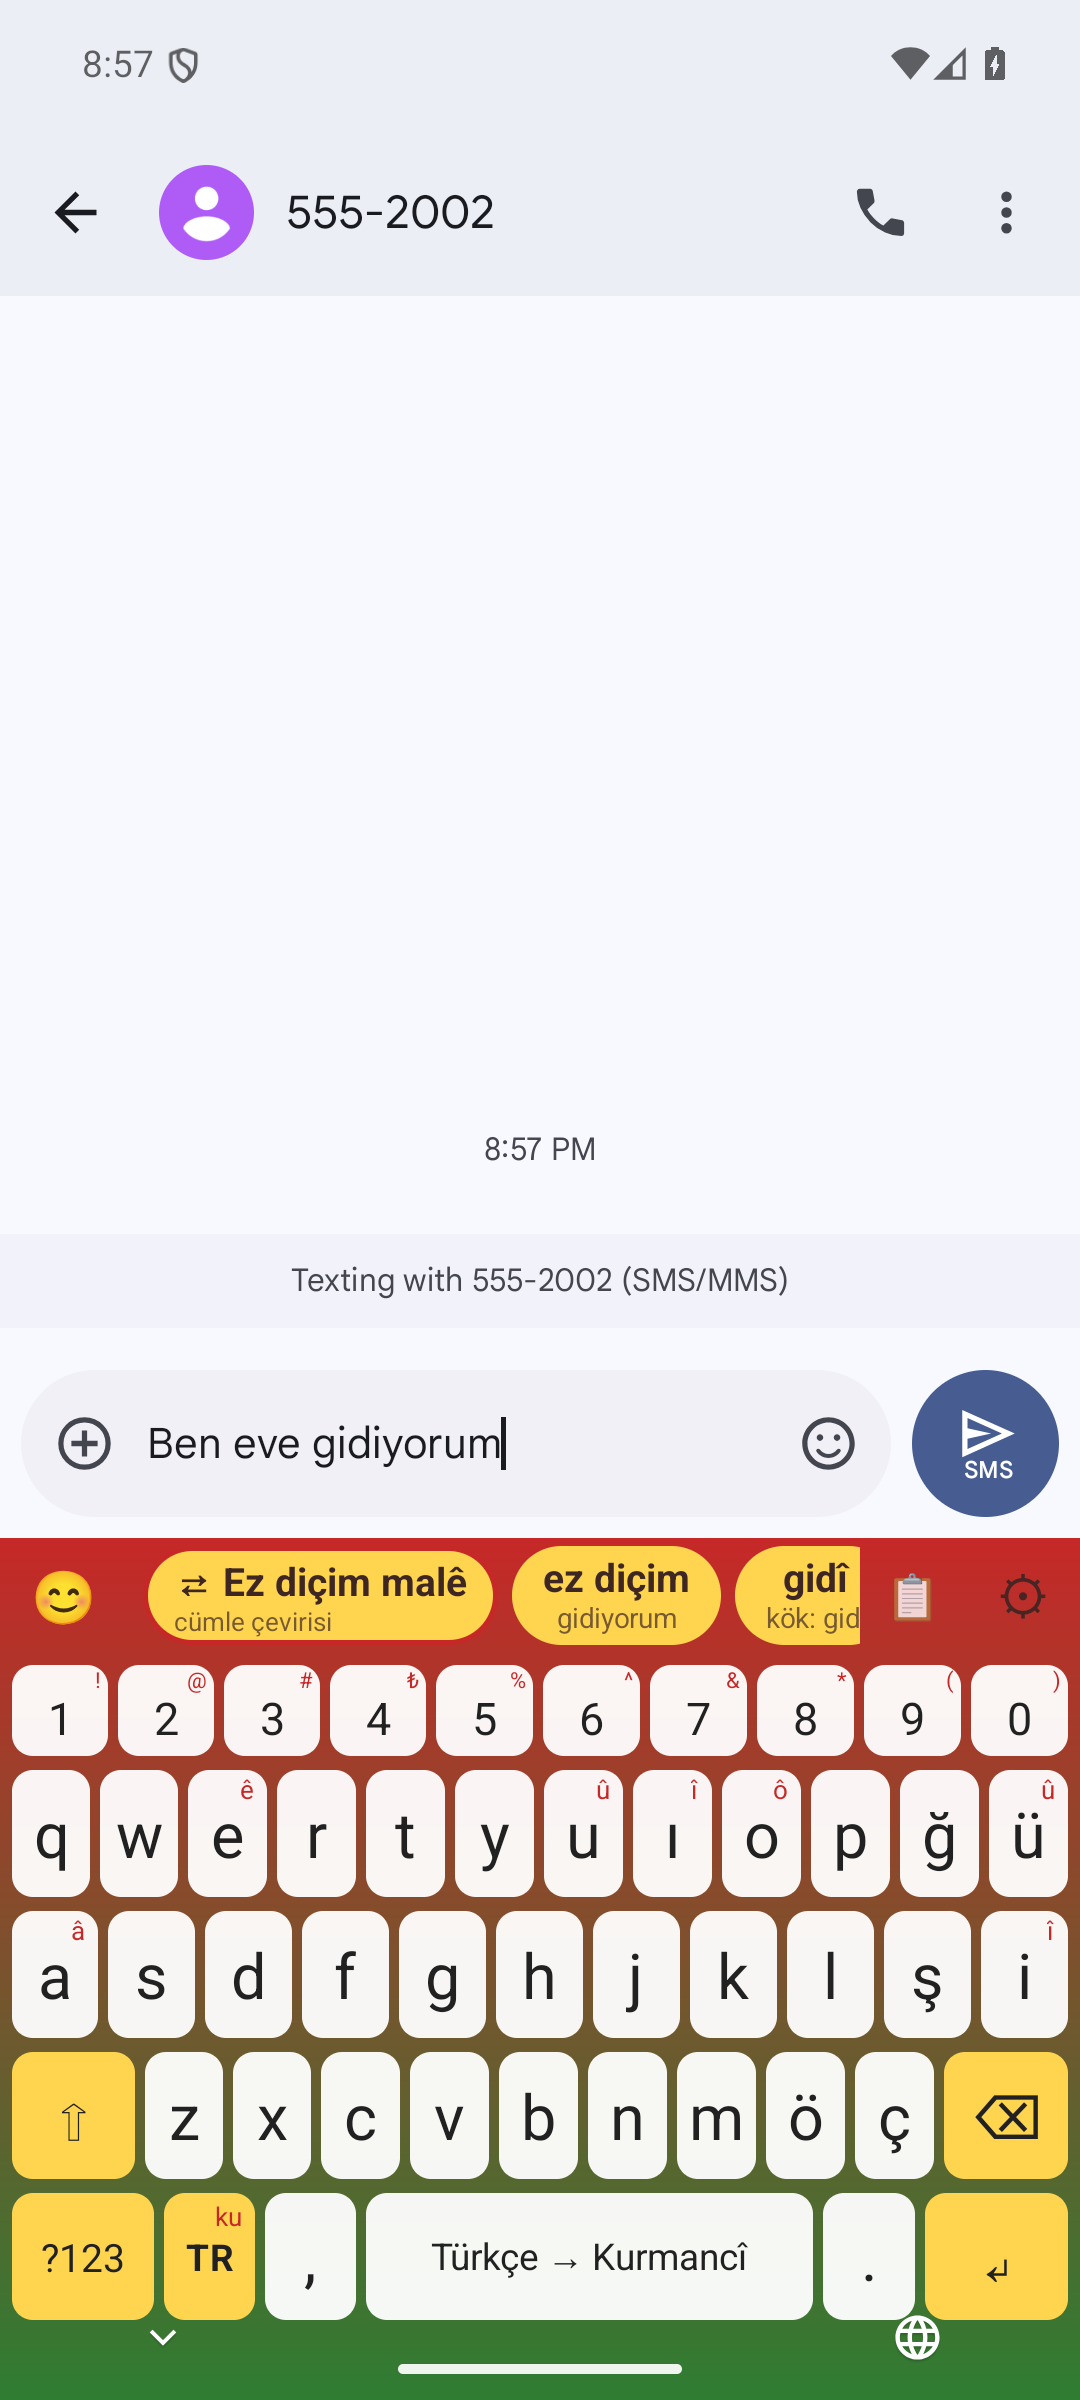 8:57
555-2002
8:57 PM
Texting with 555-2002 (SMS/MMS)
Ben eve gidiyorum
SMS
⇄ Ez diçim malê
cümle çevirisi
ez diçim
gidiyorum
gidî
kök: gid
! @ # ₺ % ^ & * ( )
1 2 3 4 5 6 7 8 9 0
ê û î ô û
q w e r t y u ı o p ğ ü
â î
a s d f g h j k l ş i
⇧ z x c v b n m ö ç
ku
?123 TR , Türkçe → Kurmancî . ↵